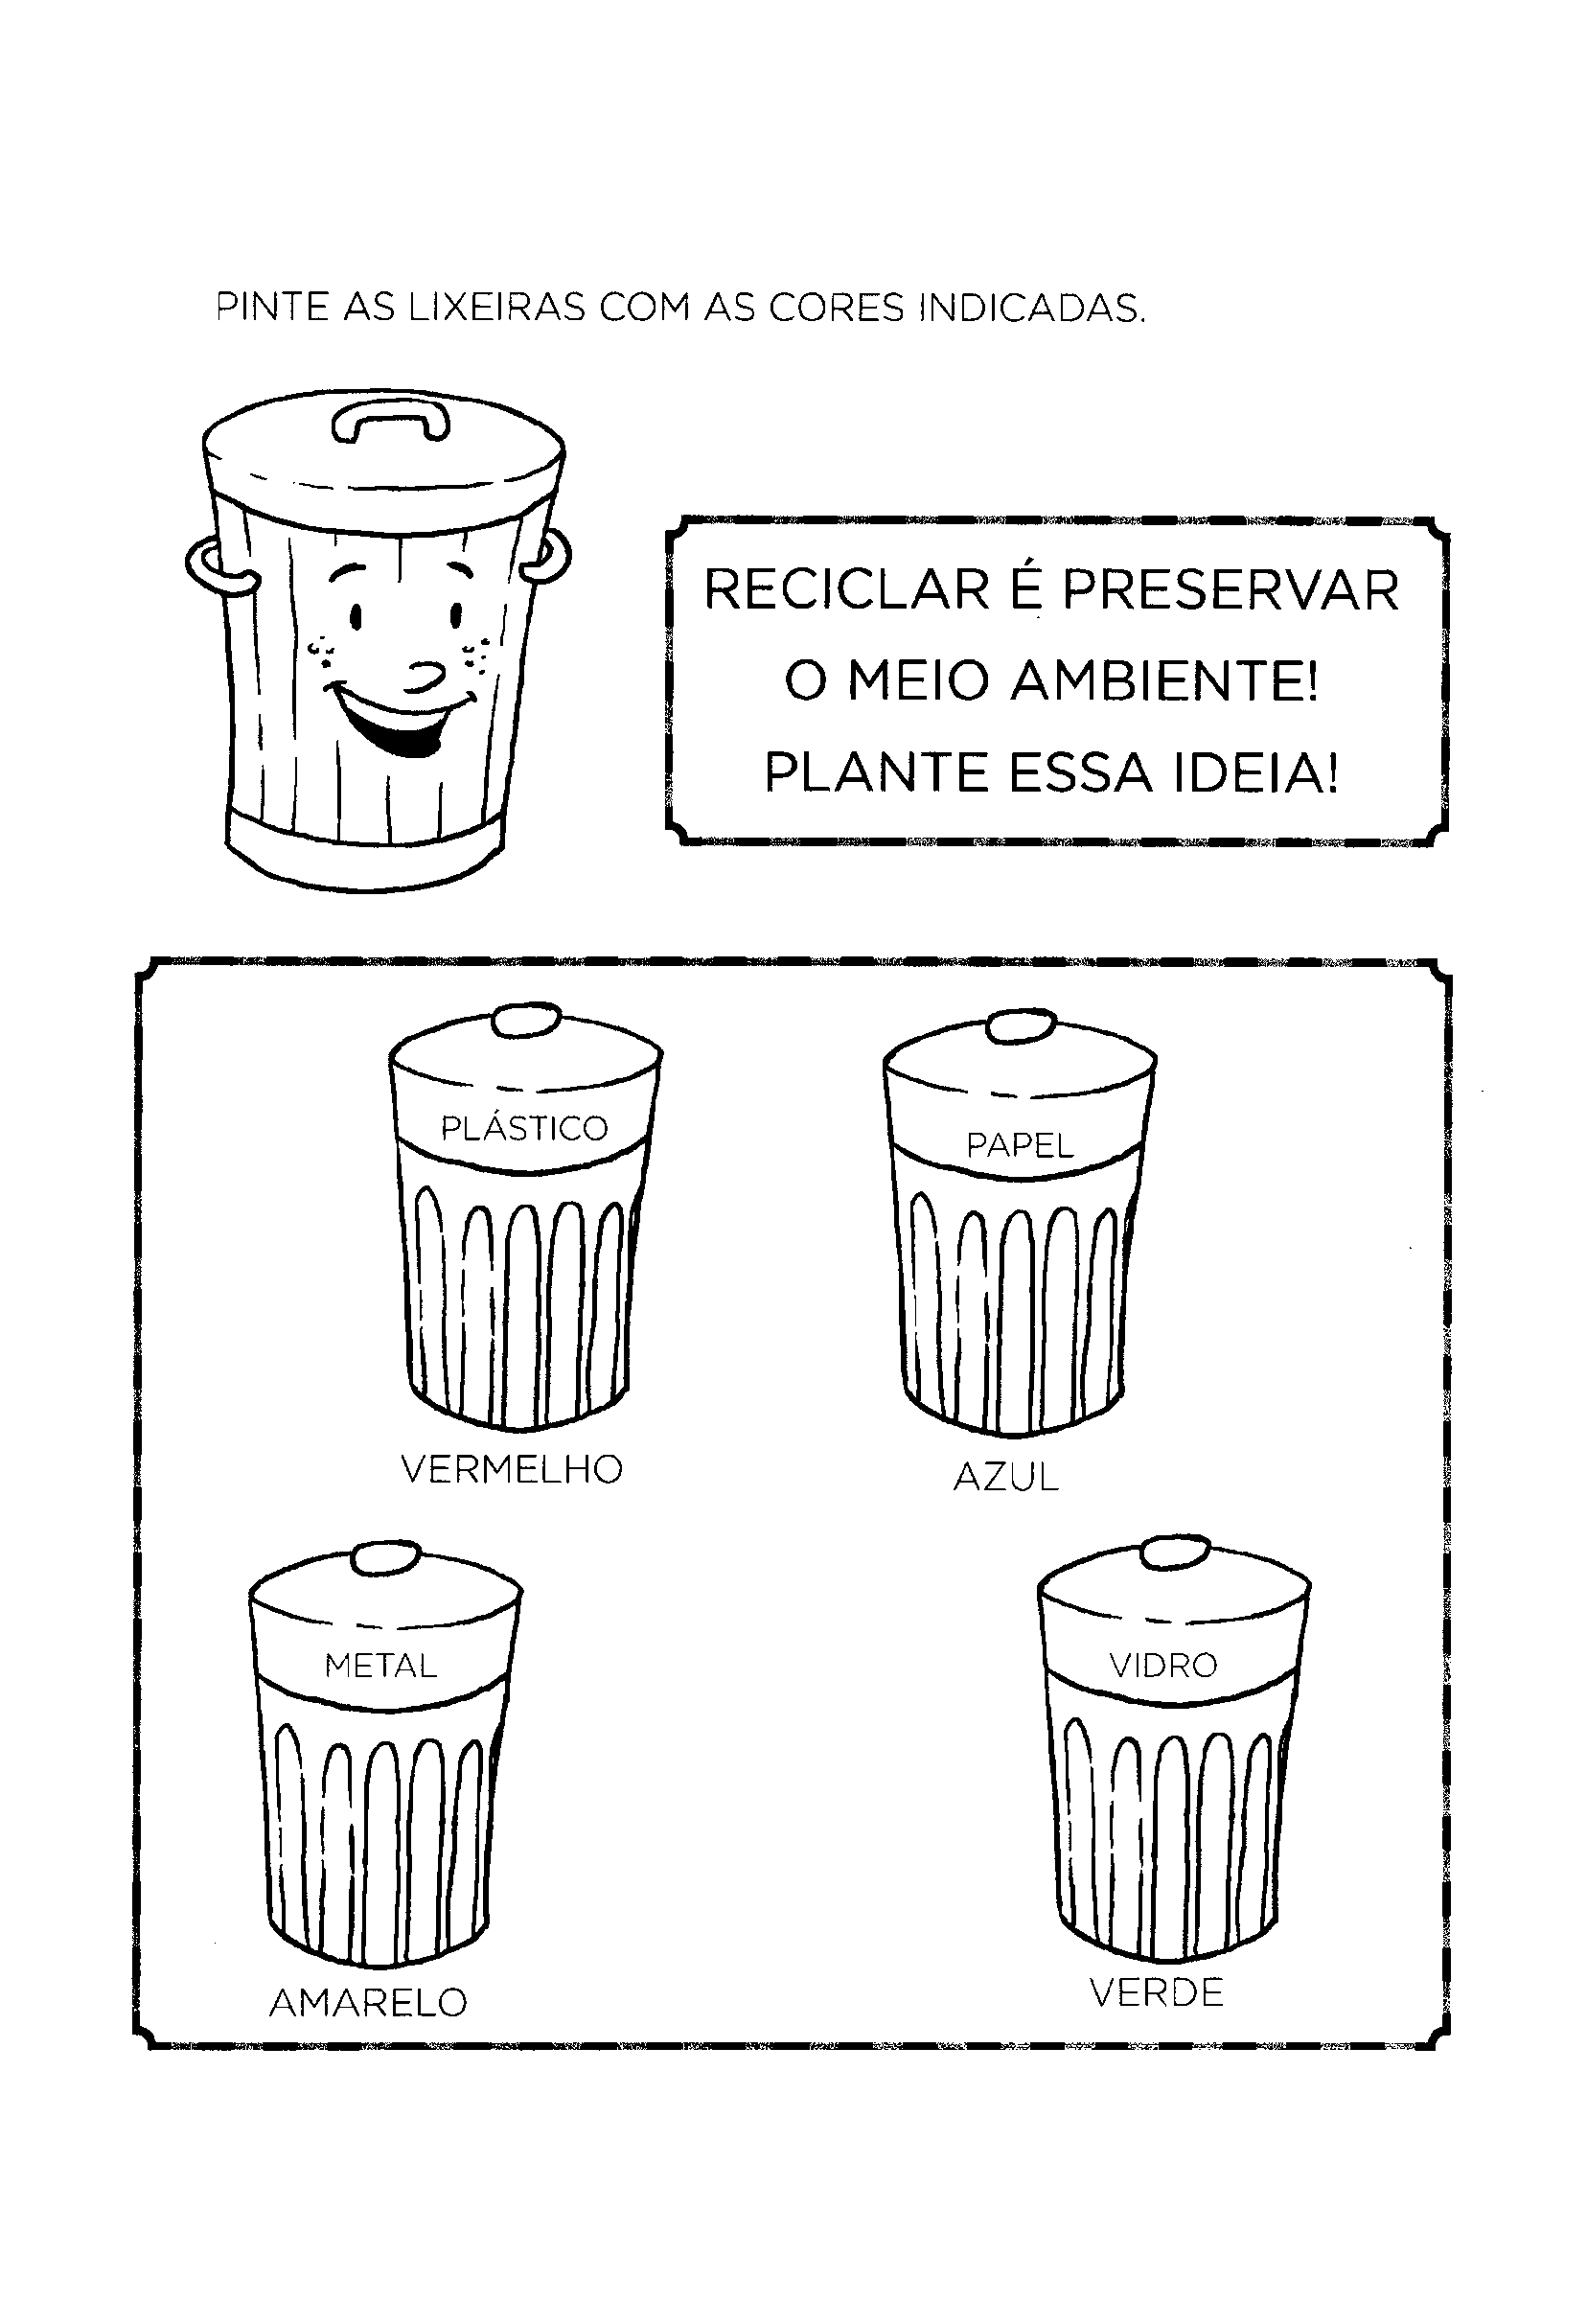 PINTE AS LIXEIRAS COM AS CORES INDICADAS.
RECICLAR É PRESERVAR
O MEIO AMBIENTE!
PLANTE ESSA IDEIA!
PLÁSTICO
PAPEL
VERMELHO
AZUL
METAL
VIDRO
AMARELO
VERDE